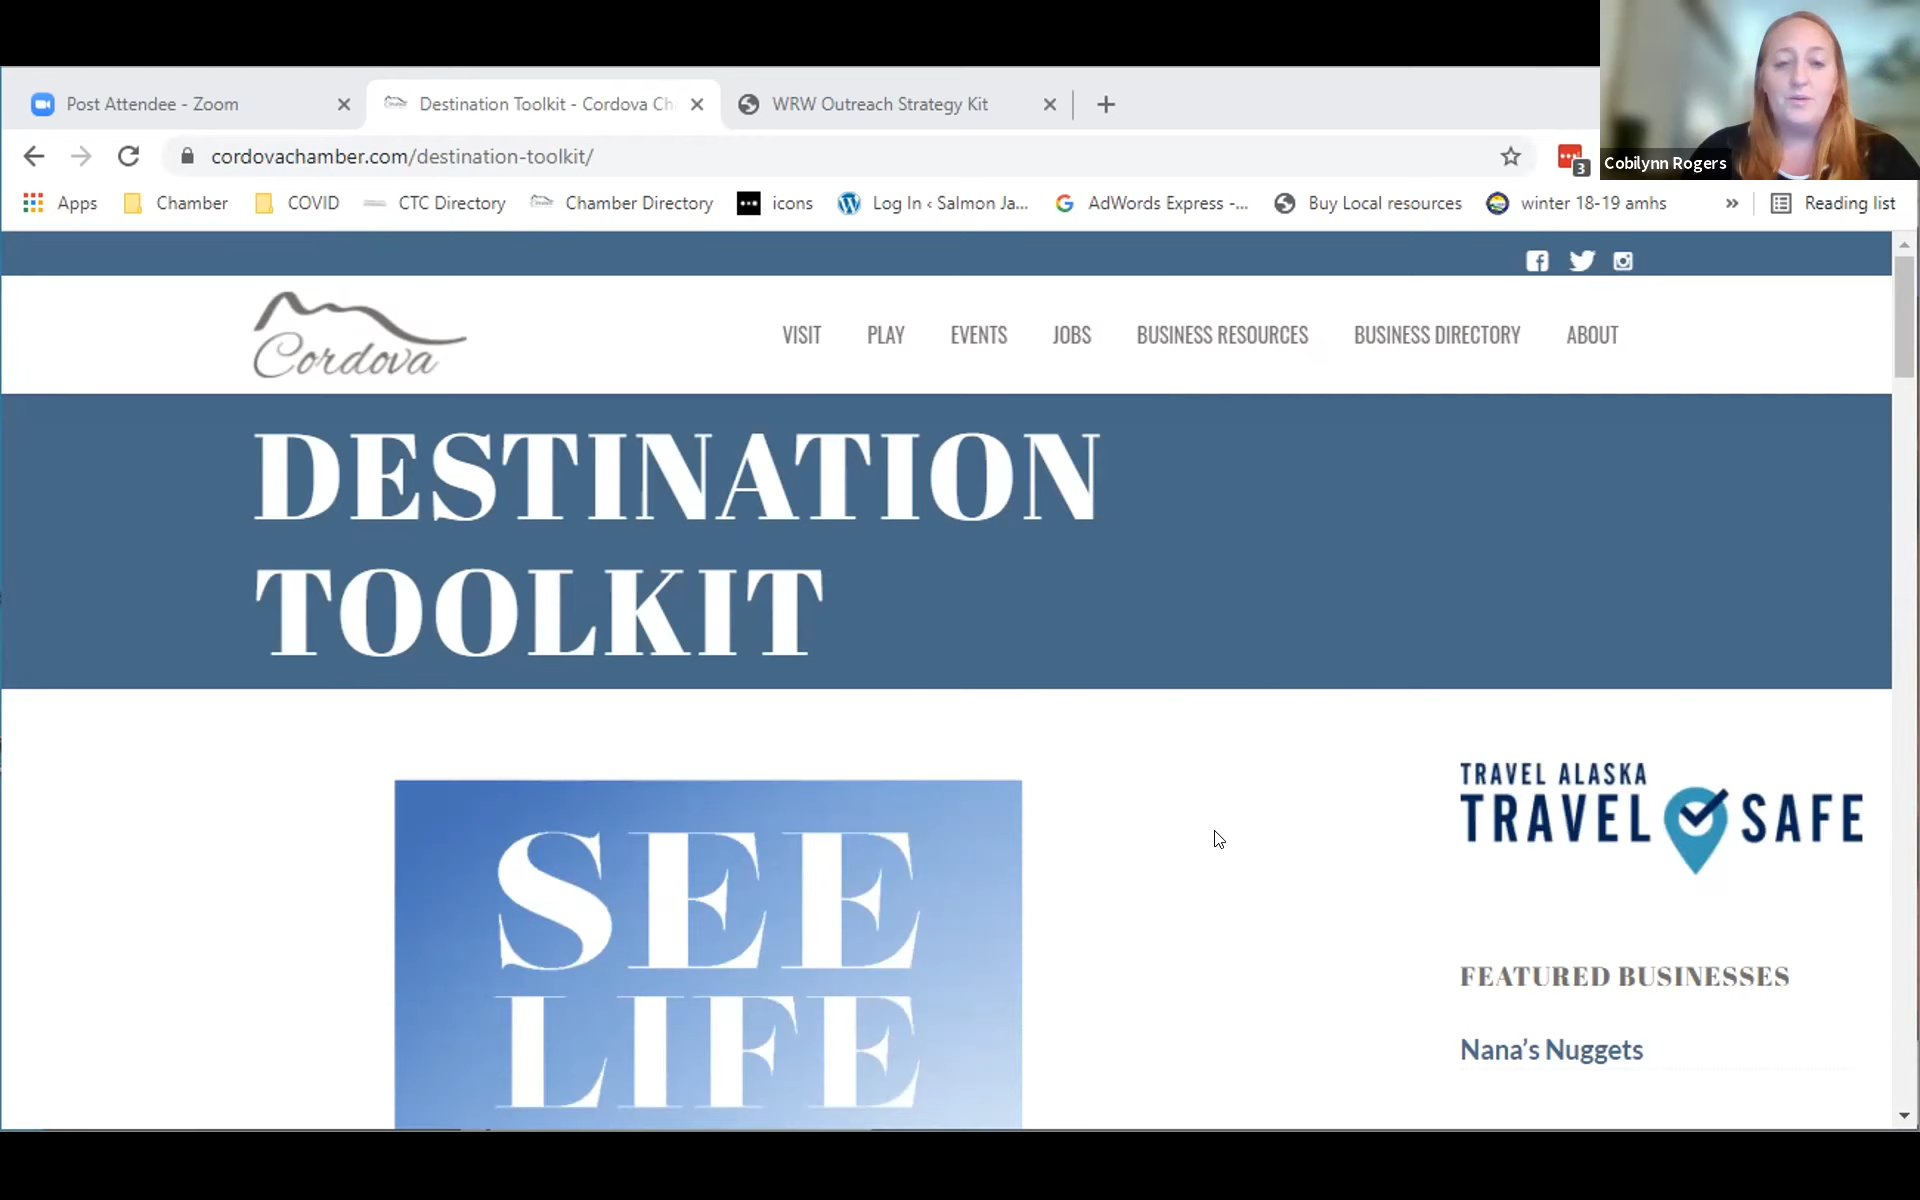 Post Attendee - Zoom
Destination Toolkit - Cordova Ch
WRW Outreach Strategy Kit
cordovachamber.com/destination-toolkit/
3
Cobilynn Rogers
Apps
Chamber
COVID
CTC Directory
Chamber Directory
icons
Log In ‹ Salmon Ja...
AdWords Express -...
Buy Local resources
winter 18-19 amhs
»
Reading list
Cordova
VISIT
PLAY
EVENTS
JOBS
BUSINESS RESOURCES
BUSINESS DIRECTORY
ABOUT
DESTINATION
TOOLKIT
SEE
LIFE
TRAVEL ALASKA
TRAVEL SAFE
FEATURED BUSINESSES
Nana's Nuggets